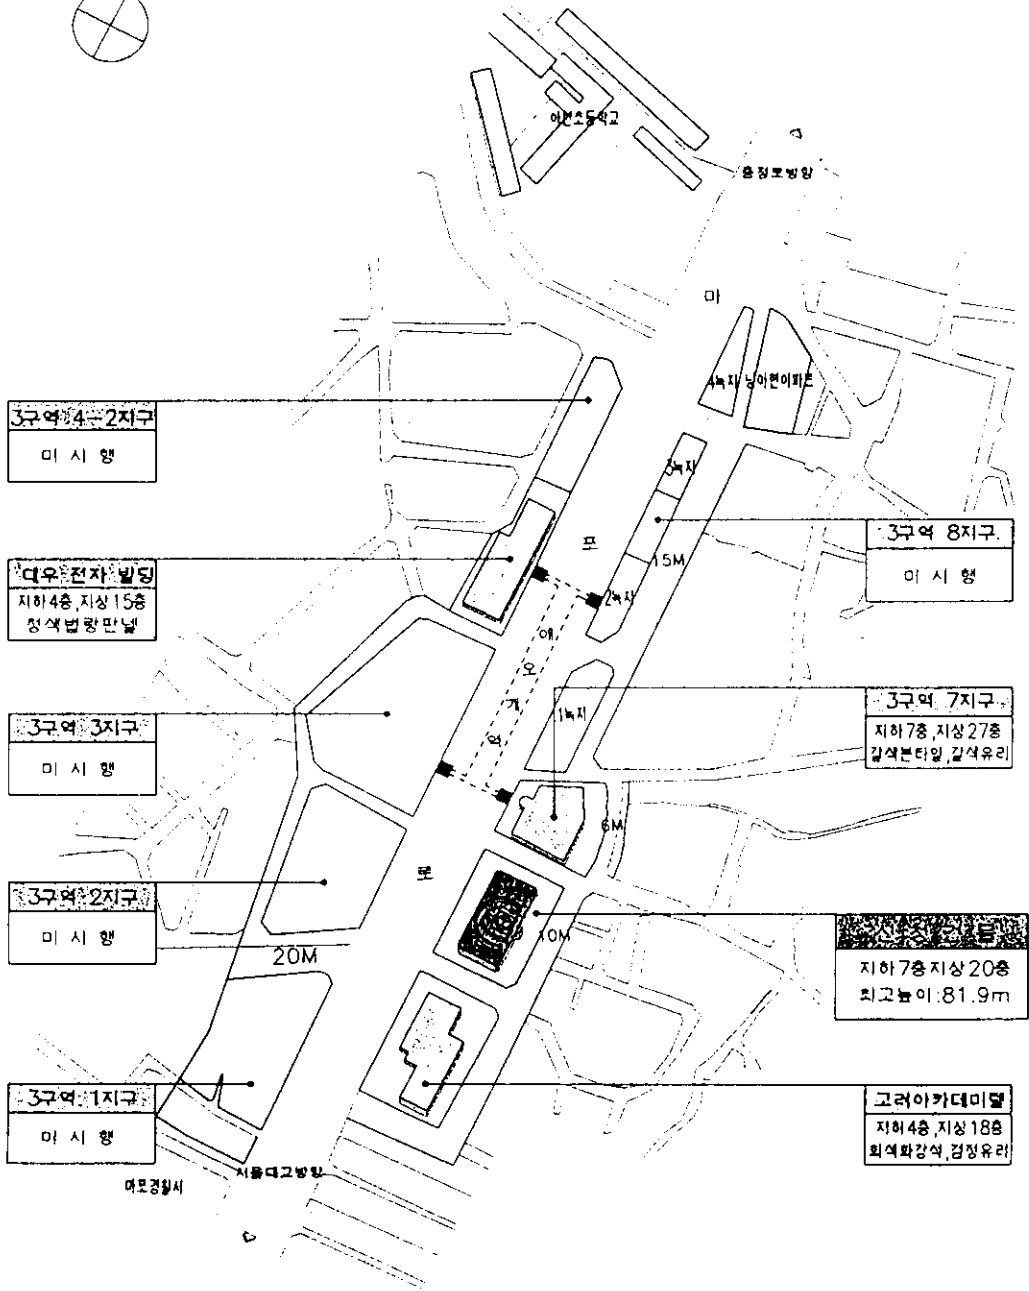 아현초등학교
충정로방향
마
4녹지
3구역 4-2지구
미 시 행
3녹지
3구역 8지구.
미 시 행
포
15M
대우 전자 빌딩
지하4층,지상15층
청색법랑판넬
2녹지
애
오
개
역
3구역 7지구
지하7층,지상27층
갈색본타일,갈색유리
3구역 3지구
미 시 행
1녹지
6M
로
3구역 2지구
미 시 행
10M
20M
지하7층지상20층
최고높이:81.9m
3구역 1지구
미 시 행
고려아카데미텔
지하4층,지상18층
회색화강석,검정유리
서울대교방향
마포경찰서